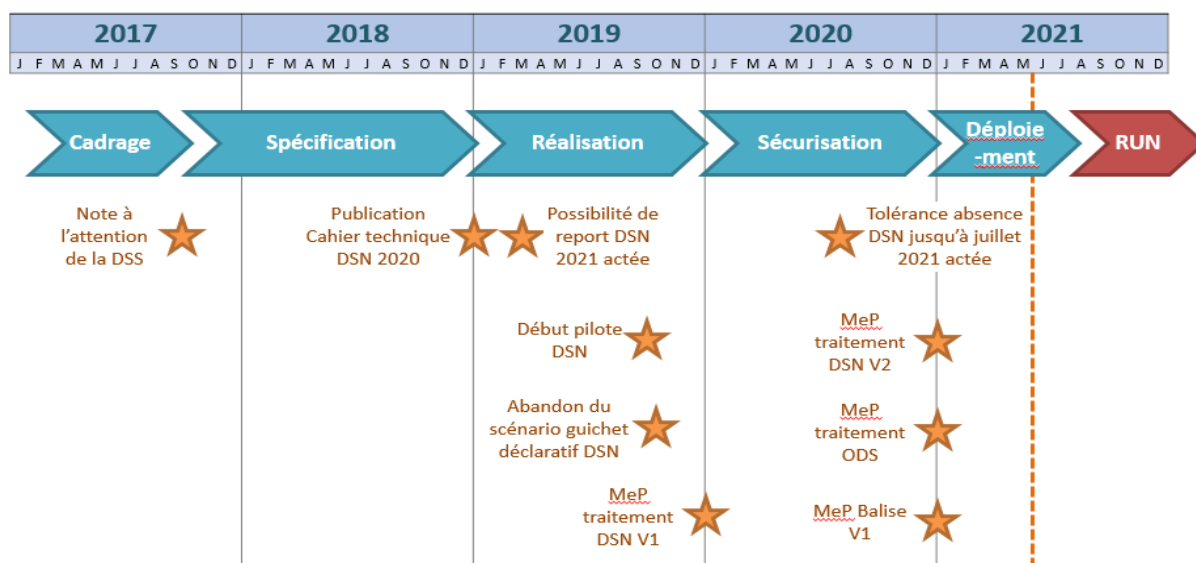 2017 2018 2019 2020 2021
J F M A M J J A S O N D J F M A M J J A S O N D J F M A M J J A S O N D J F M A M J J A S O N D J F M A M J J A S O N D
Cadrage
Spécification
Réalisation
Sécurisation
Déploie
-ment
RUN
Note à
l’attention
de la DSS
Publication
Cahier technique
DSN 2020
Possibilité de
report DSN
2021 actée
Tolérance absence
DSN jusqu’à juillet
2021 actée
Début pilote
DSN
MeP
traitement
DSN V2
Abandon du
scénario guichet
déclaratif DSN
MeP
traitement
ODS
MeP
traitement
DSN V1
MeP Balise
V1